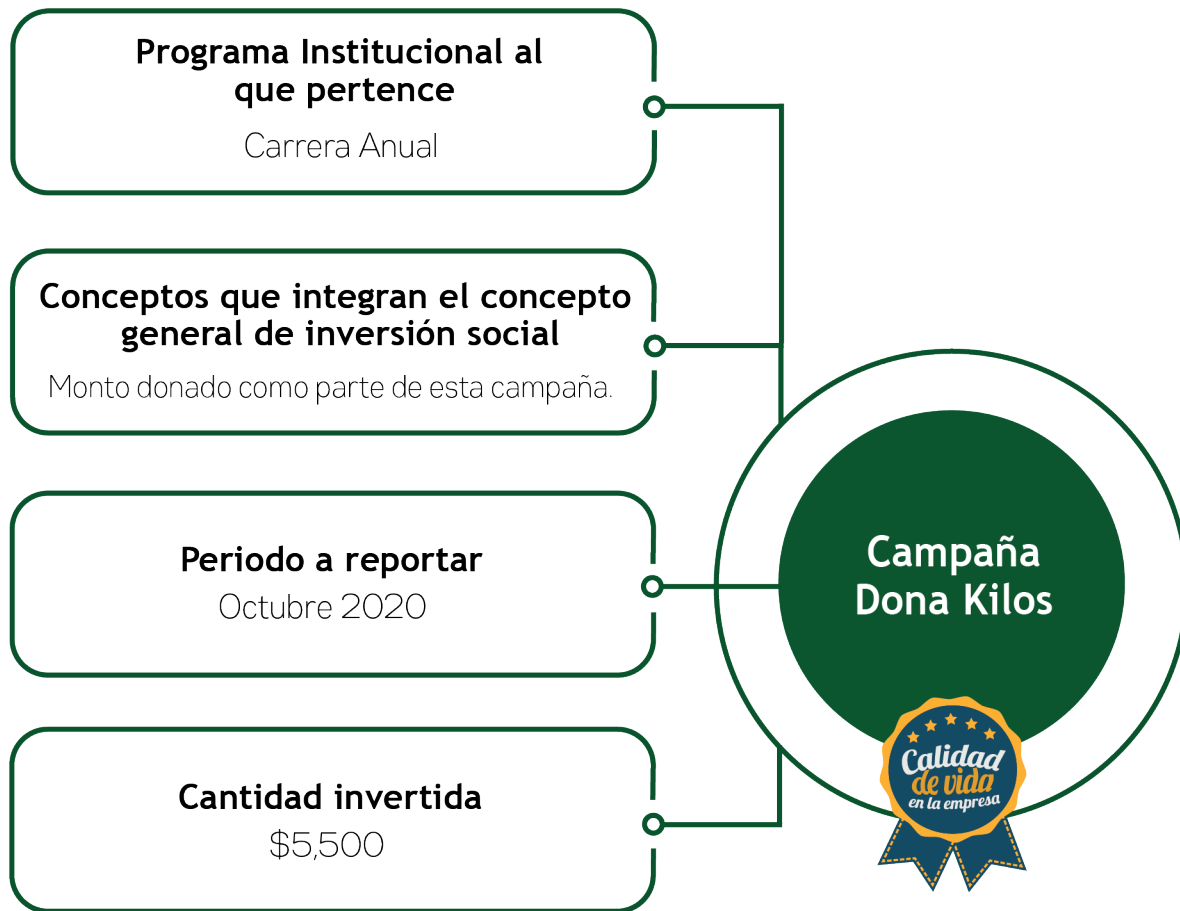 Programa Institucional al
que pertence
Carrera Anual
Conceptos que integran el concepto
general de inversión social
Monto donado como parte de esta campaña.
Periodo a reportar
Octubre 2020
Cantidad invertida
$5,500
Campaña
Dona Kilos
Calidad
de vida
en la empresa